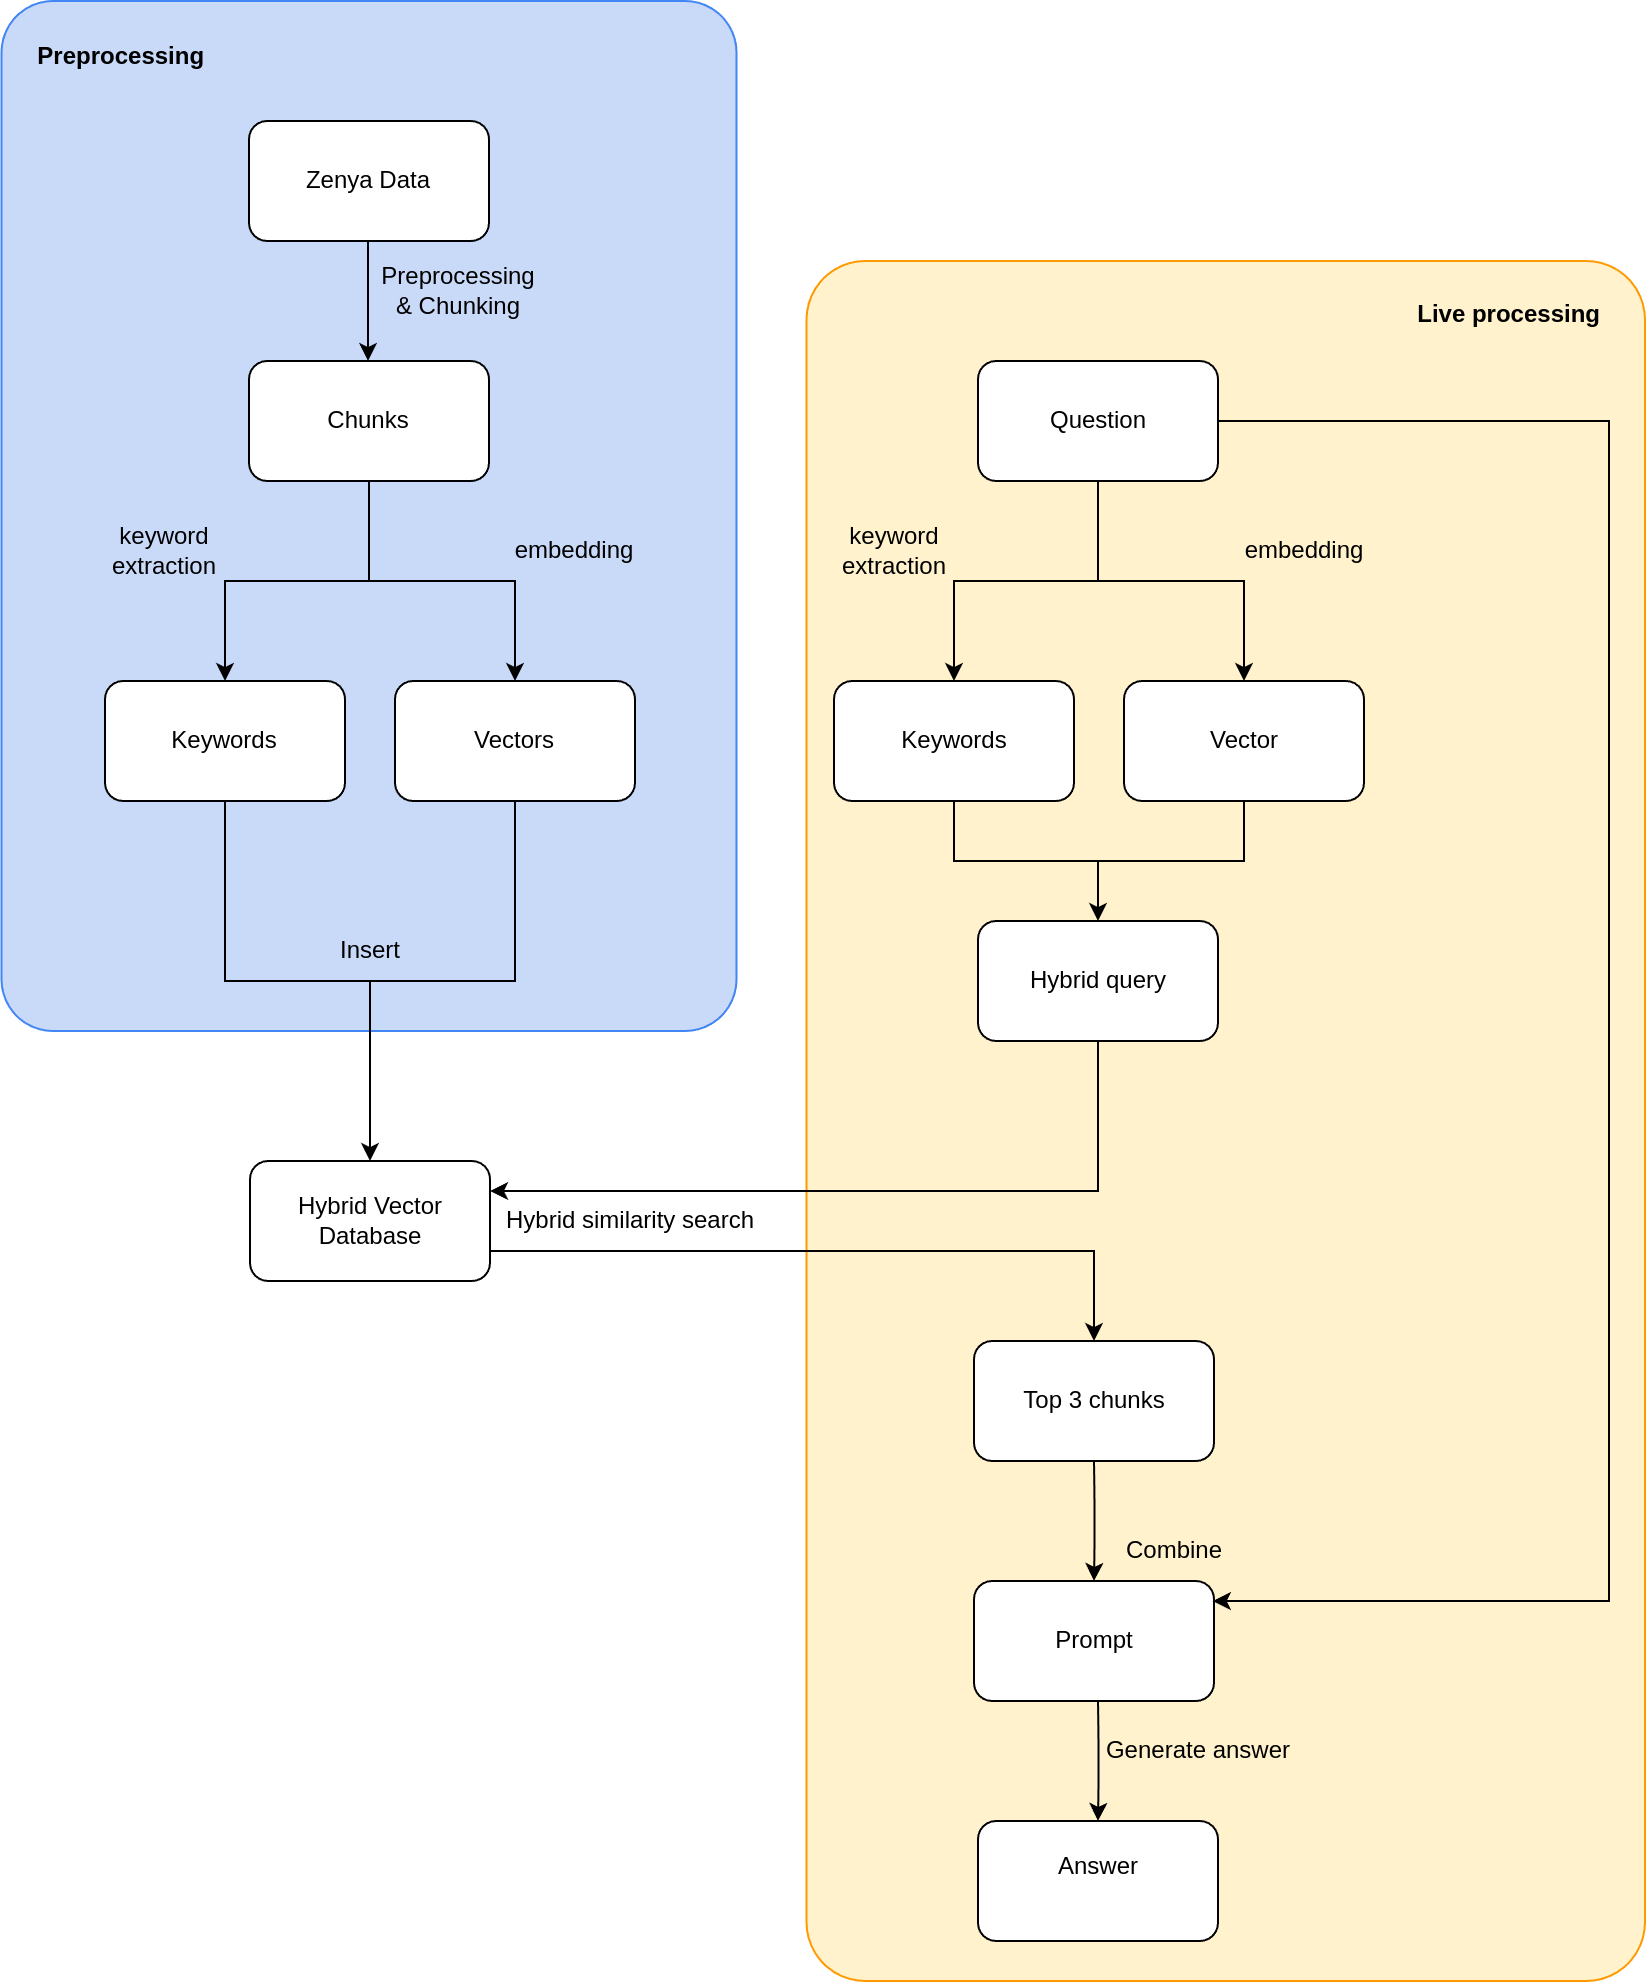 Preprocessing
Zenya Data
Preprocessing
& Chunking
Chunks
keyword
extraction
embedding
Keywords
Vectors
Insert
Hybrid Vector
Database
Live processing
Question
keyword
extraction
embedding
Keywords
Vector
Hybrid query
Hybrid similarity search
Top 3 chunks
Combine
Prompt
Generate answer
Answer